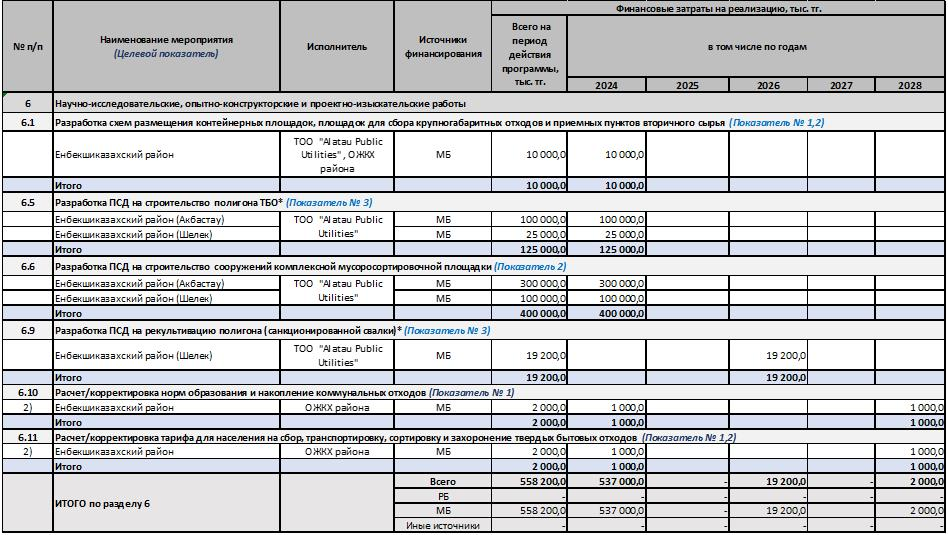 № п/п Наименование мероприятия (Целевой показатель) Исполнитель Источники финансирования Финансовые затраты на реализацию, тыс. тг.
Всего на период действия программы, тыс. тг. в том числе по годам
2024 2025 2026 2027 2028
6 Научно-исследовательские, опытно-конструкторские и проектно-изыскательские работы
6.1 Разработка схем размещения контейнерных площадок, площадок для сбора крупногабаритных отходов и приемных пунктов вторичного сырья (Показатель № 1,2)
Енбекшиказахский район ТОО "Alatau Public Utilities" , ОЖКХ района МБ 10 000,0 10 000,0
Итого 10 000,0 10 000,0
6.5 Разработка ПСД на строительство полигона ТБО* (Показатель № 3)
Енбекшиказахский район (Акбастау) ТОО "Alatau Public Utilities" МБ 100 000,0 100 000,0
Енбекшиказахский район (Шелек) МБ 25 000,0 25 000,0
Итого 125 000,0 125 000,0
6.6 Разработка ПСД на строительство сооружений комплексной мусоросортировочной площадки (Показатель 2)
Енбекшиказахский район (Акбастау) ТОО "Alatau Public Utilities" МБ 300 000,0 300 000,0
Енбекшиказахский район (Шелек) МБ 100 000,0 100 000,0
Итого 400 000,0 400 000,0
6.9 Разработка ПСД на рекультивацию полигона (санкционированной свалки)* (Показатель № 3)
Енбекшиказахский район (Шелек) ТОО "Alatau Public Utilities" МБ 19 200,0 19 200,0
Итого 19 200,0 19 200,0
6.10 Расчет/корректировка норм образования и накопление коммунальных отходов (Показатель № 1)
2) Енбекшиказахский район ОЖКХ района МБ 2 000,0 1 000,0 1 000,0
Итого 2 000,0 1 000,0 1 000,0
6.11 Расчет/корректировка тарифа для населения на сбор, транспортировку, сортировку и захоронение твердых бытовых отходов (Показатель № 1,2)
2) Енбекшиказахский район ОЖКХ района МБ 2 000,0 1 000,0 1 000,0
Итого 2 000,0 1 000,0 1 000,0
ИТОГО по разделу 6 Всего 558 200,0 537 000,0 - 19 200,0 - 2 000,0
РБ - - - - - -
МБ 558 200,0 537 000,0 - 19 200,0 - 2 000,0
Иные источники - - - - - -